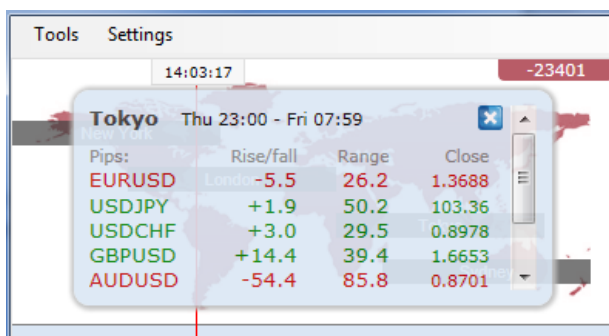 Tools Settings
14:03:17 -23401
Tokyo Thu 23:00 - Fri 07:59
New York
Pips: Rise/fall Range Close
EURUSD -5.5 26.2 1.3688
London
USDJPY +1.9 50.2 103.36
USDCHF +3.0 29.5 0.8978
GBPUSD +14.4 39.4 1.6653
AUDUSD -54.4 85.8 0.8701
Sydney